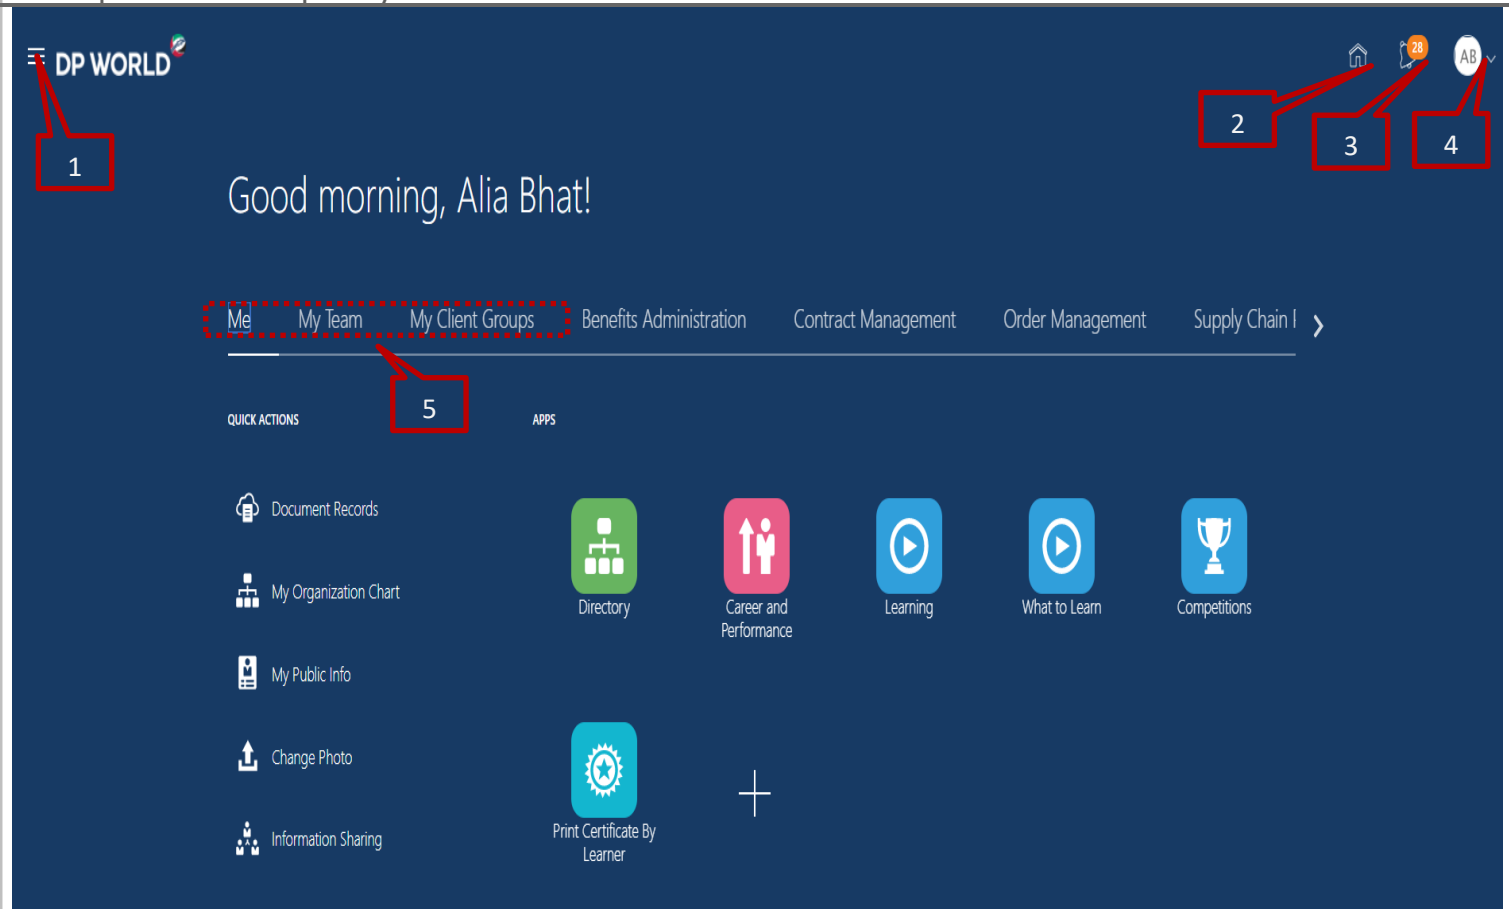 DP WORLD
28
AB
1
2
3
4
Good morning, Alia Bhat!
Me My Team My Client Groups Benefits Administration Contract Management Order Management Supply Chain
5
QUICK ACTIONS
APPS
Document Records
My Organization Chart
My Public Info
Change Photo
Information Sharing
Directory
Career and
Performance
Learning
What to Learn
Competitions
Print Certificate By
Learner